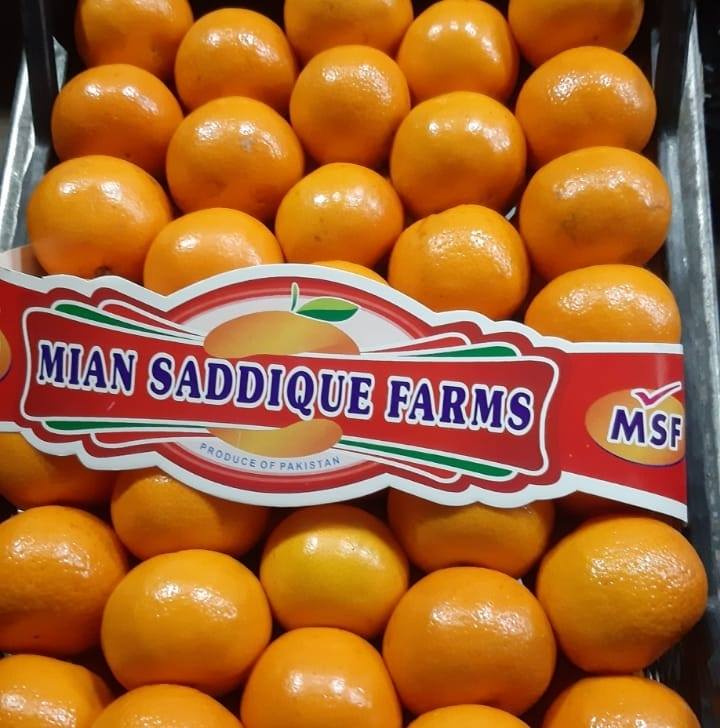 MIAN SADDIQUE FARMS
PRODUCE OF PAKISTAN
MSF